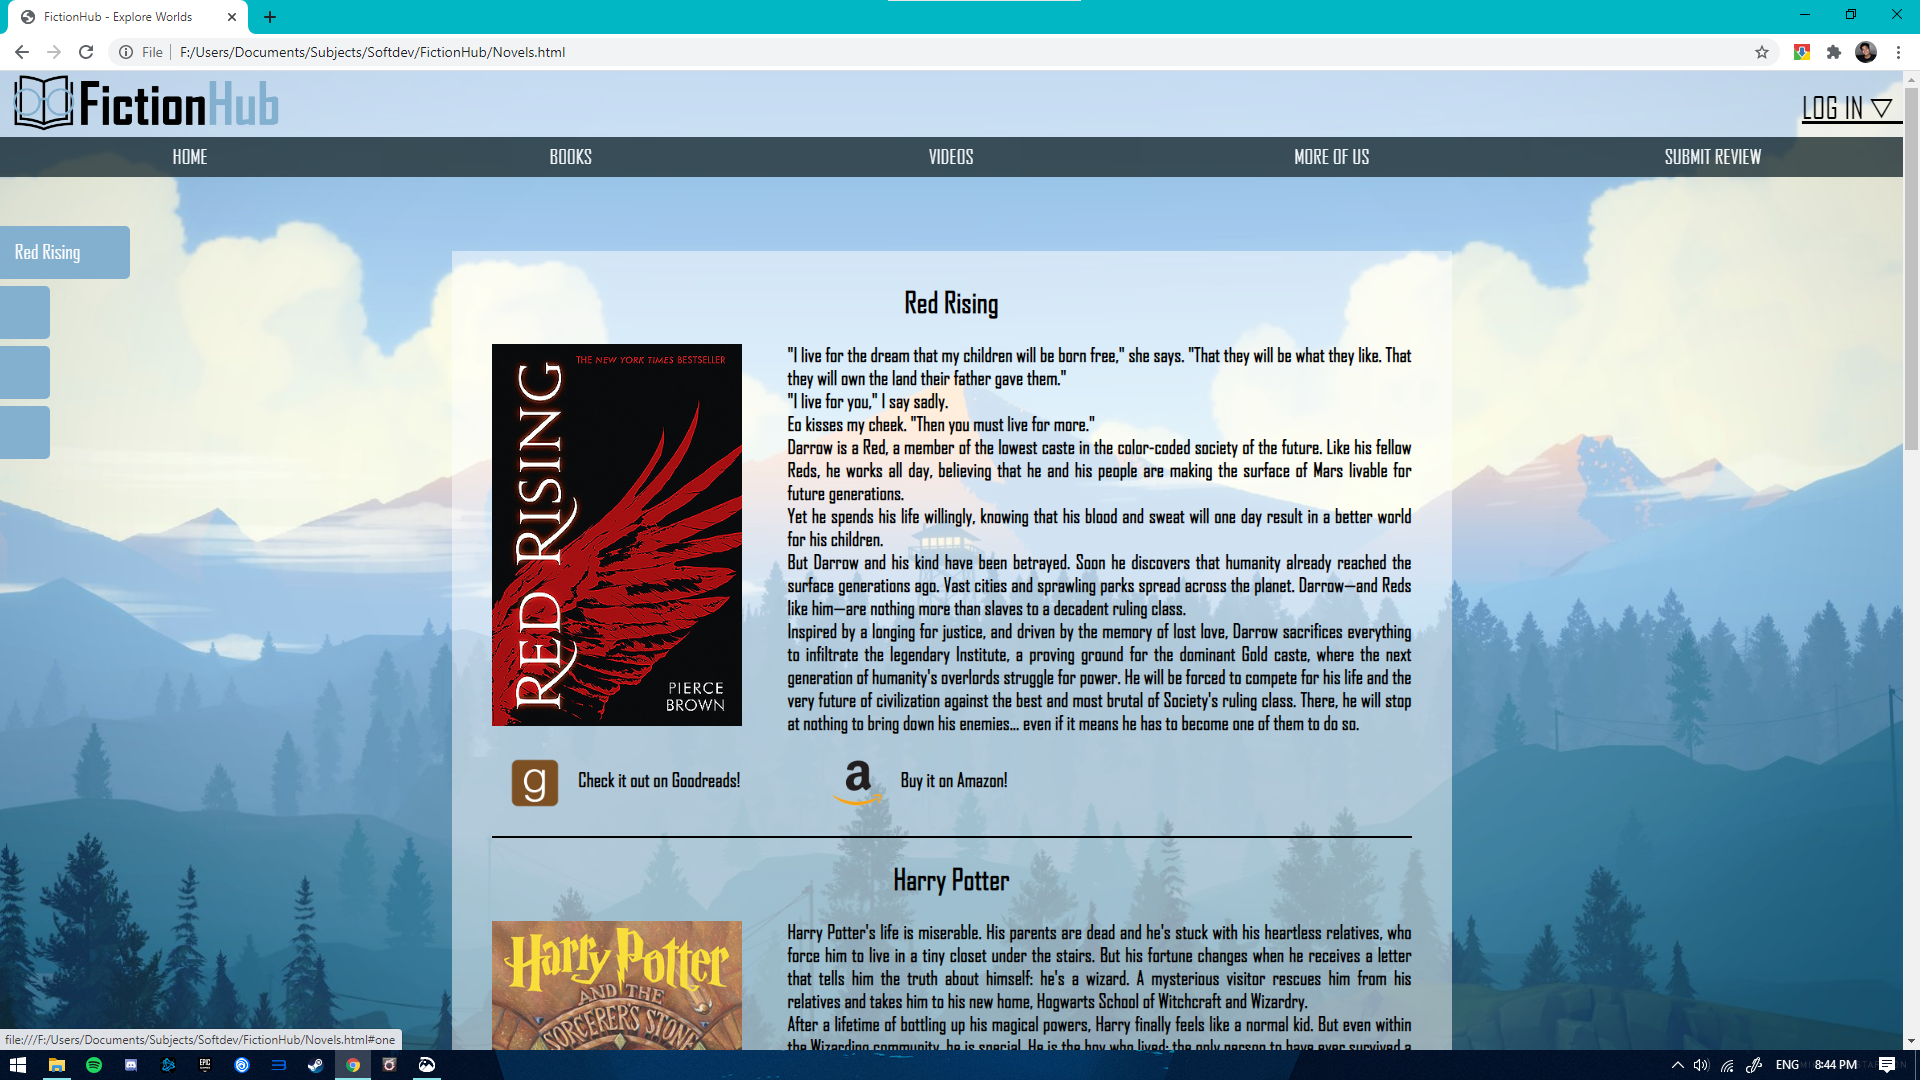 FictionHub - Explore Worlds
File
F:/Users/Documents/Subjects/Softdev/FictionHub/Novels.html
FictionHub
LOG IN
HOME BOOKS VIDEOS MORE OF US SUBMIT REVIEW
Red Rising
Red Rising
THE NEW YORK TIMES BESTSELLER
RED RISING
PIERCE
BROWN
"I live for the dream that my children will be born free," she says. "That they will be what they like. That
they will own the land their father gave them."
"I live for you," I say sadly.
Eo kisses my cheek. "Then you must live for more."
Darrow is a Red, a member of the lowest caste in the color-coded society of the future. Like his fellow
Reds, he works all day, believing that he and his people are making the surface of Mars livable for
future generations.
Yet he spends his life willingly, knowing that his blood and sweat will one day result in a better world
for his children.
But Darrow and his kind have been betrayed. Soon he discovers that humanity already reached the
surface generations ago. Vast cities and sprawling parks spread across the planet. Darrow—and Reds
like him—are nothing more than slaves to a decadent ruling class.
Inspired by a longing for justice, and driven by the memory of lost love, Darrow sacrifices everything
to infiltrate the legendary Institute, a proving ground for the dominant Gold caste, where the next
generation of humanity's overlords struggle for power. He will be forced to compete for his life and the
very future of civilization against the best and most brutal of Society's ruling class. There, he will stop
at nothing to bring down his enemies... even if it means he has to become one of them to do so.
g Check it out on Goodreads!
a Buy it on Amazon!
Harry Potter
Harry Potter
AND THE
SORCERER'S STONE
Harry Potter's life is miserable. His parents are dead and he's stuck with his heartless relatives, who
force him to live in a tiny closet under the stairs. But his fortune changes when he receives a letter
that tells him the truth about himself: he's a wizard. A mysterious visitor rescues him from his
relatives and takes him to his new home, Hogwarts School of Witchcraft and Wizardry.
After a lifetime of bottling up his magical powers, Harry finally feels like a normal kid. But even within
the Wizarding community, he is special. He is the boy who lived: the only person to have ever survived a
file:///F:/Users/Documents/Subjects/Softdev/FictionHub/Novels.html#one
EPIC
ENG
8:44 PM